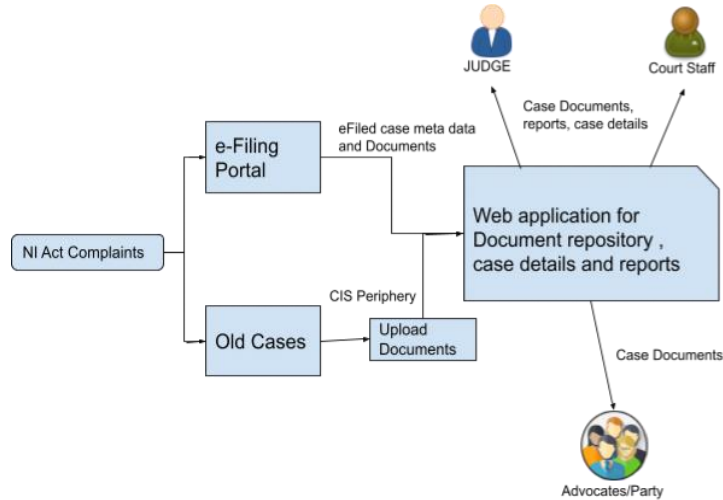 JUDGE
Court Staff
Case Documents,
reports, case details
e-Filing
Portal
eFiled case meta data
and Documents
Web application for
Document repository ,
case details and reports
NI Act Complaints
CIS Periphery
Old Cases
Upload
Documents
Case Documents
Advocates/Party